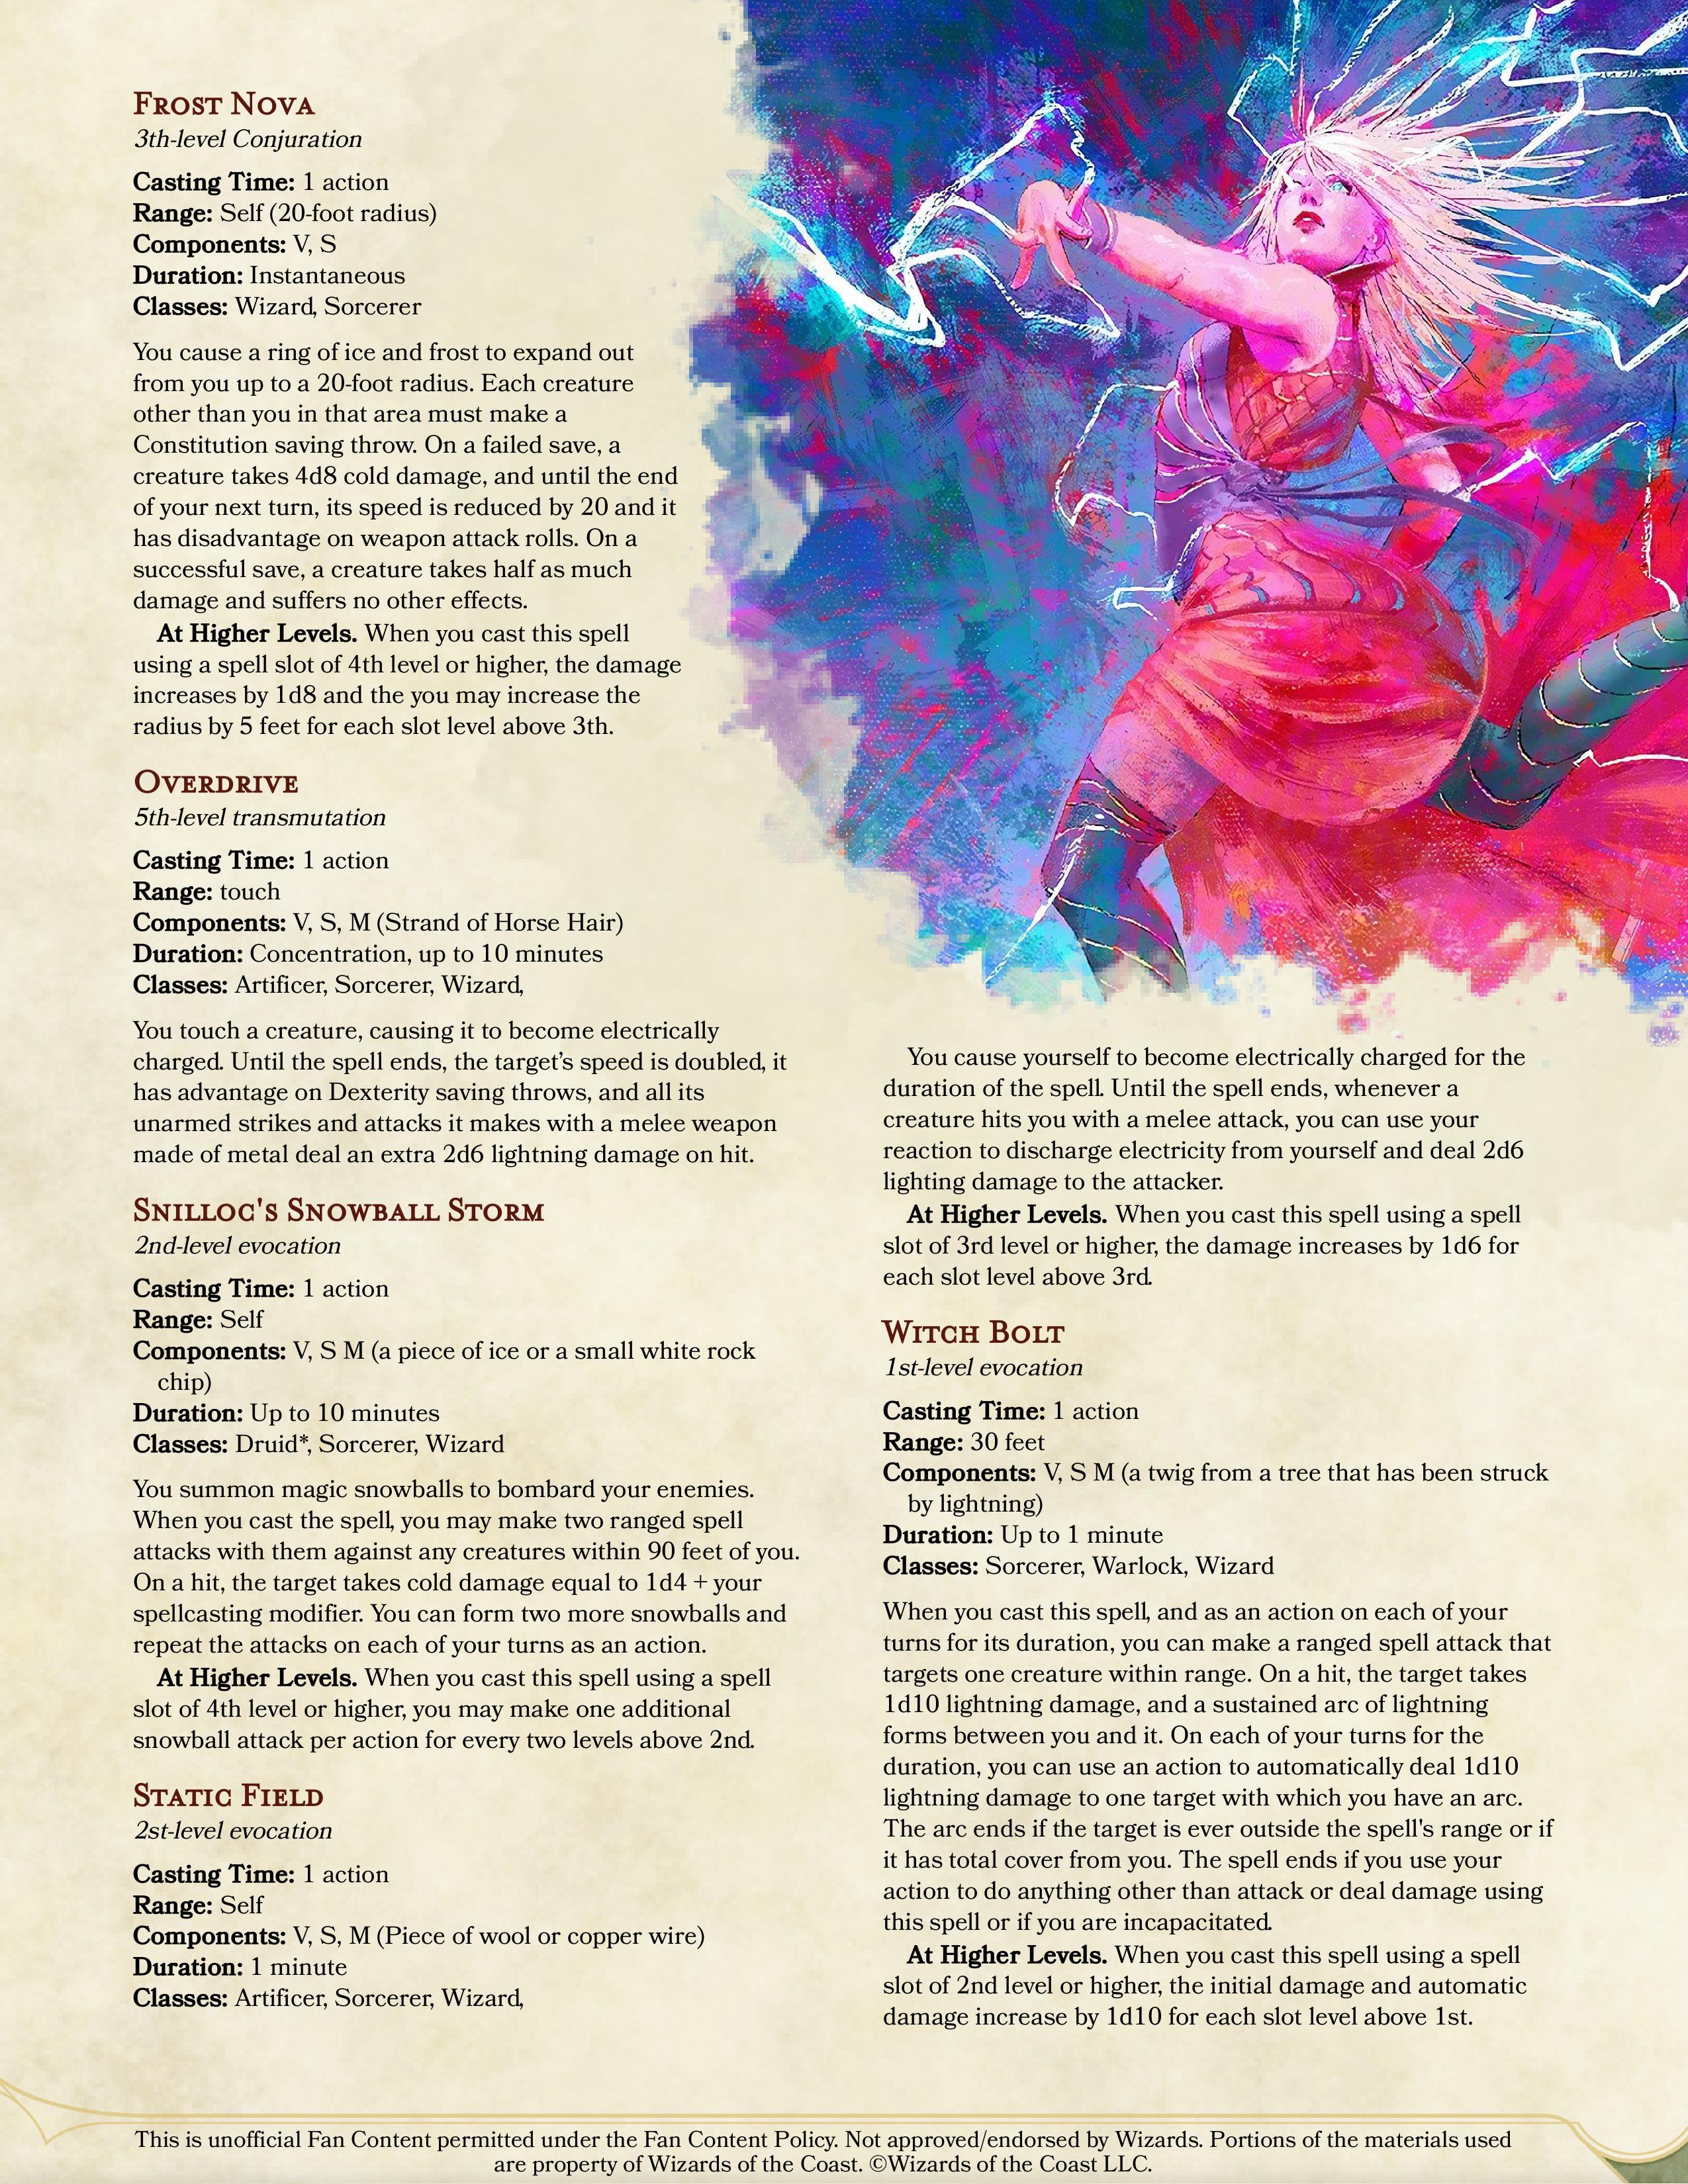 Frost Nova
3th-level Conjuration
Casting Time: 1 action
Range: Self (20-foot radius)
Components: V, S
Duration: Instantaneous
Classes: Wizard, Sorcerer
You cause a ring of ice and frost to expand out
from you up to a 20-foot radius. Each creature
other than you in that area must make a
Constitution saving throw. On a failed save, a
creature takes 4d8 cold damage, and until the end
of your next turn, its speed is reduced by 20 and it
has disadvantage on weapon attack rolls. On a
successful save, a creature takes half as much
damage and suffers no other effects.
At Higher Levels. When you cast this spell
using a spell slot of 4th level or higher, the damage
increases by 1d8 and the you may increase the
radius by 5 feet for each slot level above 3th.
Overdrive
5th-level transmutation
Casting Time: 1 action
Range: touch
Components: V, S, M (Strand of Horse Hair)
Duration: Concentration, up to 10 minutes
Classes: Artificer, Sorcerer, Wizard,
You touch a creature, causing it to become electrically
charged. Until the spell ends, the target's speed is doubled, it
has advantage on Dexterity saving throws, and all its
unarmed strikes and attacks it makes with a melee weapon
made of metal deal an extra 2d6 lightning damage on hit.
Snilloc's Snowball Storm
2nd-level evocation
Casting Time: 1 action
Range: Self
Components: V, S M (a piece of ice or a small white rock
chip)
Duration: Up to 10 minutes
Classes: Druid*, Sorcerer, Wizard
You summon magic snowballs to bombard your enemies.
When you cast the spell, you may make two ranged spell
attacks with them against any creatures within 90 feet of you.
On a hit, the target takes cold damage equal to 1d4 + your
spellcasting modifier. You can form two more snowballs and
repeat the attacks on each of your turns as an action.
At Higher Levels. When you cast this spell using a spell
slot of 4th level or higher, you may make one additional
snowball attack per action for every two levels above 2nd.
Static Field
2st-level evocation
Casting Time: 1 action
Range: Self
Components: V, S, M (Piece of wool or copper wire)
Duration: 1 minute
Classes: Artificer, Sorcerer, Wizard,
You cause yourself to become electrically charged for the
duration of the spell. Until the spell ends, whenever a
creature hits you with a melee attack, you can use your
reaction to discharge electricity from yourself and deal 2d6
lighting damage to the attacker.
At Higher Levels. When you cast this spell using a spell
slot of 3rd level or higher, the damage increases by 1d6 for
each slot level above 3rd.
Witch Bolt
1st-level evocation
Casting Time: 1 action
Range: 30 feet
Components: V, S M (a twig from a tree that has been struck
by lightning)
Duration: Up to 1 minute
Classes: Sorcerer, Warlock, Wizard
When you cast this spell, and as an action on each of your
turns for its duration, you can make a ranged spell attack that
targets one creature within range. On a hit, the target takes
1d10 lightning damage, and a sustained arc of lightning
forms between you and it. On each of your turns for the
duration, you can use an action to automatically deal 1d10
lightning damage to one target with which you have an arc.
The arc ends if the target is ever outside the spell's range or if
it has total cover from you. The spell ends if you use your
action to do anything other than attack or deal damage using
this spell or if you are incapacitated.
At Higher Levels. When you cast this spell using a spell
slot of 2nd level or higher, the initial damage and automatic
damage increase by 1d10 for each slot level above 1st.
This is unofficial Fan Content permitted under the Fan Content Policy. Not approved/endorsed by Wizards. Portions of the materials used
are property of Wizards of the Coast. ©Wizards of the Coast LLC.